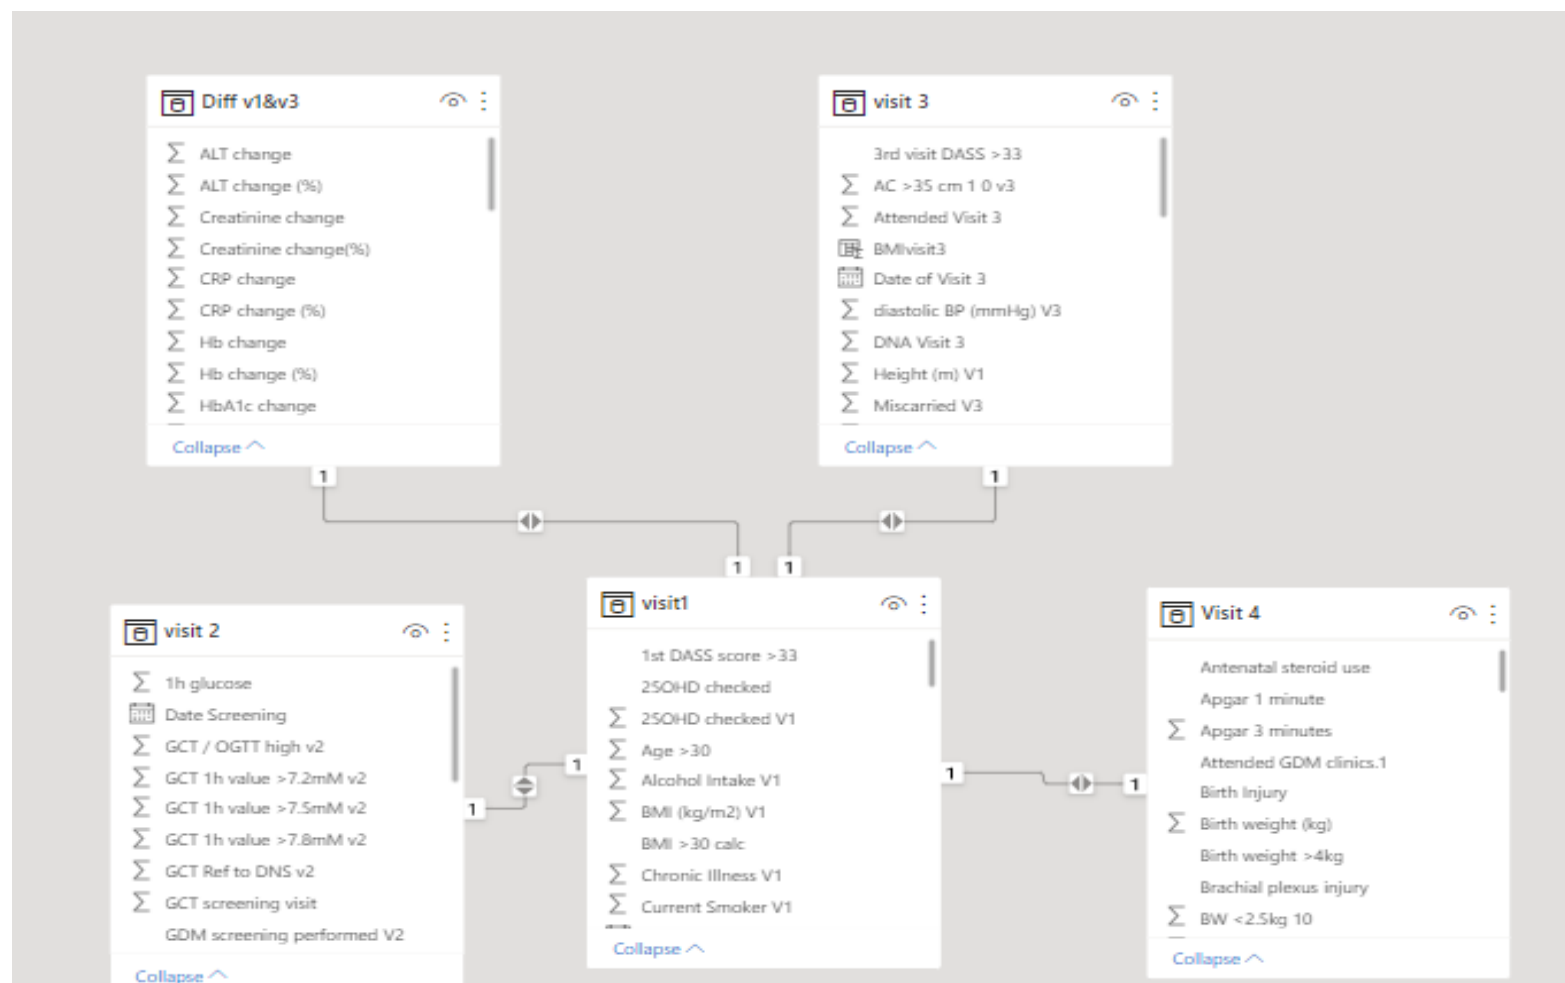 Diff v1&v3
ALT change
ALT change (%)
Creatinine change
Creatinine change(%)
CRP change
CRP change (%)
Hb change
Hb change (%)
HbA1c change
Collapse
visit 3
3rd visit DASS >33
AC >35 cm 1 0 v3
Attended Visit 3
BMIvisit3
Date of Visit 3
diastolic BP (mmHg) V3
DNA Visit 3
Height (m) V1
Miscarried V3
Collapse
1
1
1
1
visit 2
1h glucose
Date Screening
GCT / OGTT high v2
GCT 1h value >7.2mM v2
GCT 1h value >7.5mM v2
GCT 1h value >7.8mM v2
GCT Ref to DNS v2
GCT screening visit
GDM screening performed V2
Collapse
1
1
visit1
1st DASS score >33
25OHD checked
25OHD checked V1
Age >30
Alcohol Intake V1
BMI (kg/m2) V1
BMI >30 calc
Chronic Illness V1
Current Smoker V1
Collapse
1
1
Visit 4
Antenatal steroid use
Apgar 1 minute
Apgar 3 minutes
Attended GDM clinics.1
Birth Injury
Birth weight (kg)
Birth weight >4kg
Brachial plexus injury
BW <2.5kg 10
Collapse